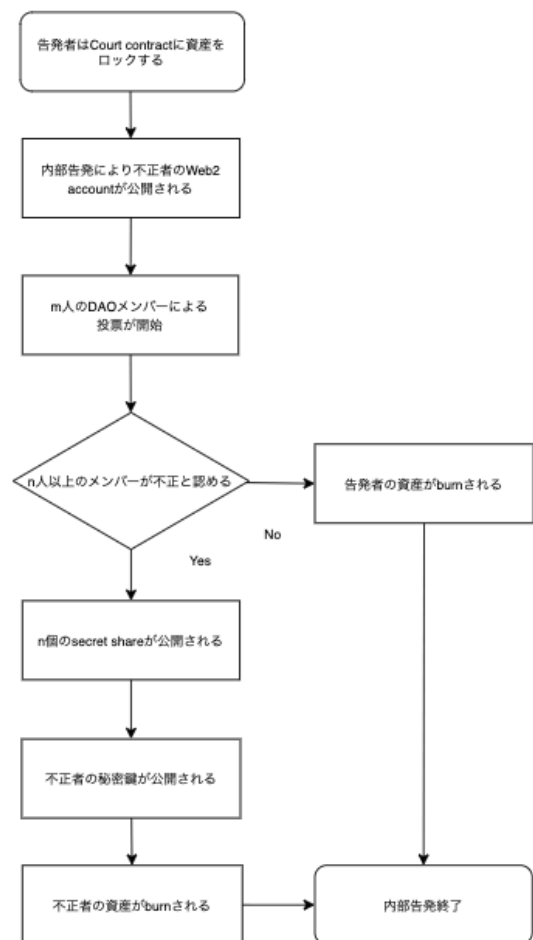 告発者はCourt contractに資産を
ロックする
内部告発により不正者のWeb2
accountが公開される
m人のDAOメンバーによる
投票が開始
n人以上のメンバーが不正と認める
告発者の資産がburnされる
No
Yes
n個のsecret shareが公開される
不正者の秘密鍵が公開される
不正者の資産がburnされる
内部告発終了